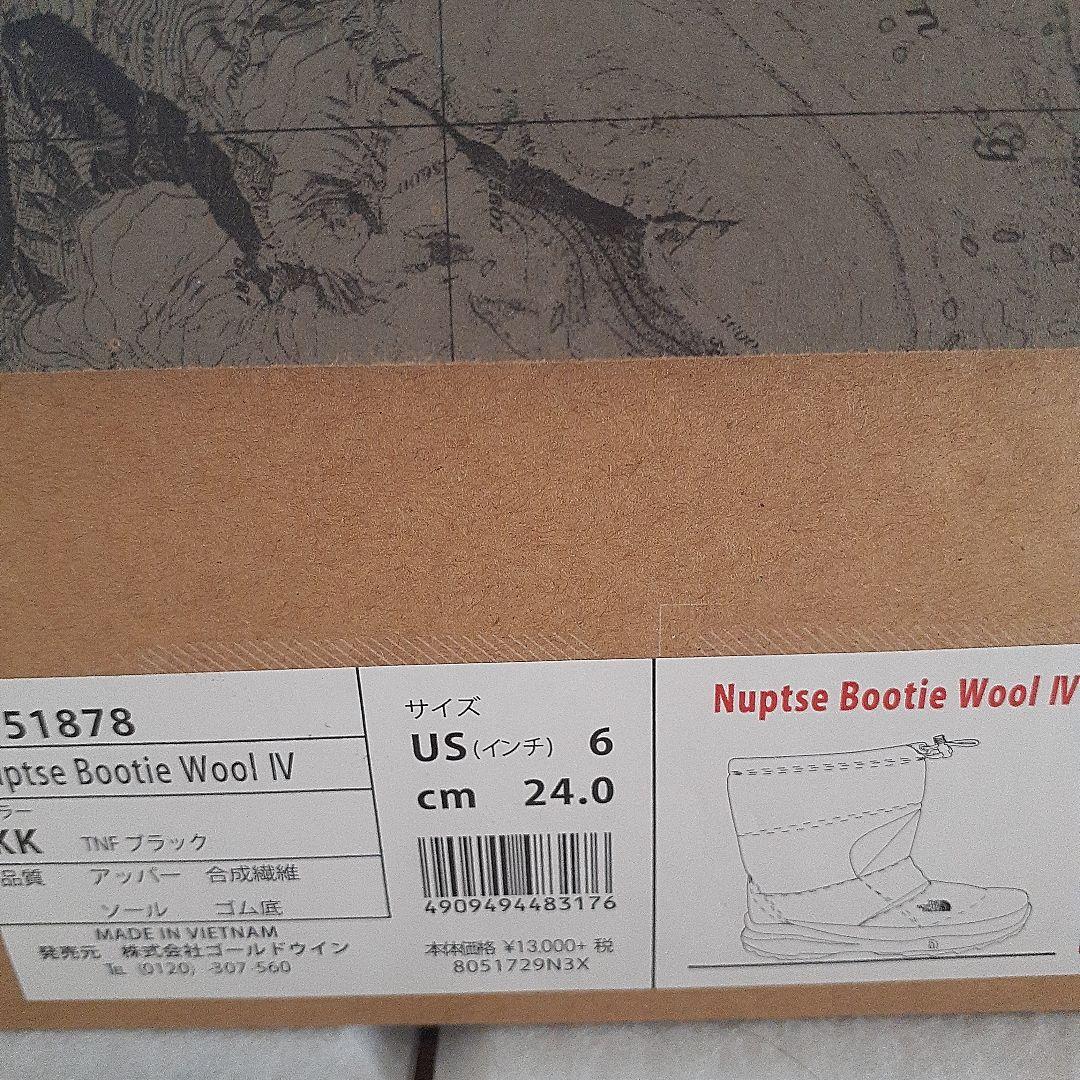 51878
uptse Bootie Wool Ⅳ
ラー
KK TNF ブラック
品質 アッパー 合成繊維
ソール ゴム底
MADE IN VIETNAM
発売元 株式会社ゴールドウイン
TEL (0120) -307-560
サイズ
US(インチ) 6
cm 24.0
4909494483176
本体価格 ¥13,000+ 税
8051729N3X
Nuptse Bootie Wool Ⅳ